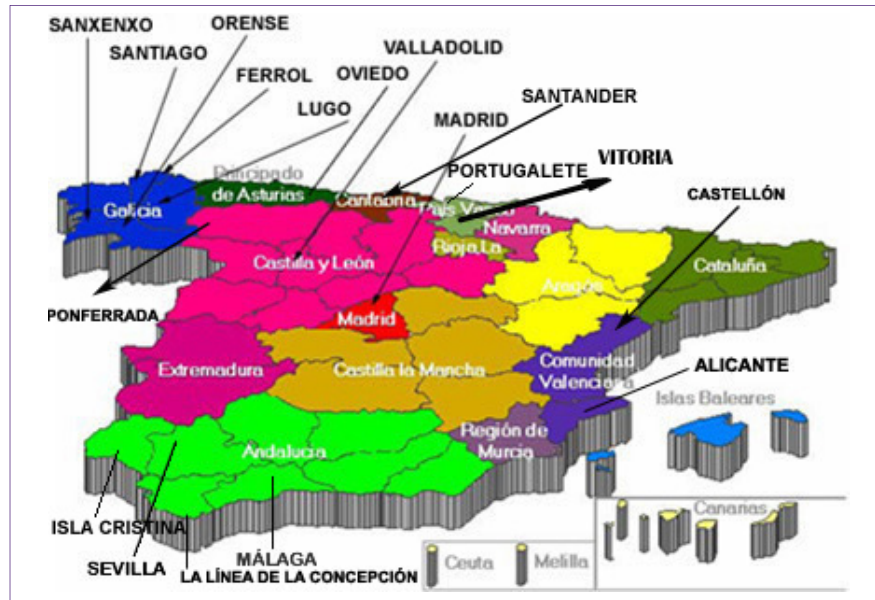 SANXENXO
ORENSE
SANTIAGO
VALLADOLID
FERROL
OVIEDO
SANTANDER
LUGO
MADRID
VITORIA
PORTUGALETE
Principado
de Asturias
Cantabria
País Vasco
CASTELLÓN
Galicia
Navarra
Rioja La
Castilla y León
Cataluña
Aragón
PONFERRADA
Madrid
Extremadura
Castilla la Mancha
Comunidad
Valenciana
ALICANTE
Islas Baleares
Andalucia
Región de
Murcia
Canarias
ISLA CRISTINA
SEVILLA
MÁLAGA
LA LÍNEA DE LA CONCEPCIÓN
Ceuta
Melilla